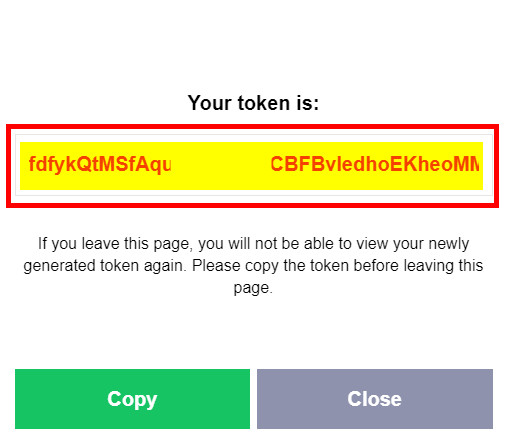 Your token is:
fdfykQtMSfAqu CBFBvIedhoEKheoMM
If you leave this page, you will not be able to view your newly
generated token again. Please copy the token before leaving this
page.
Copy Close